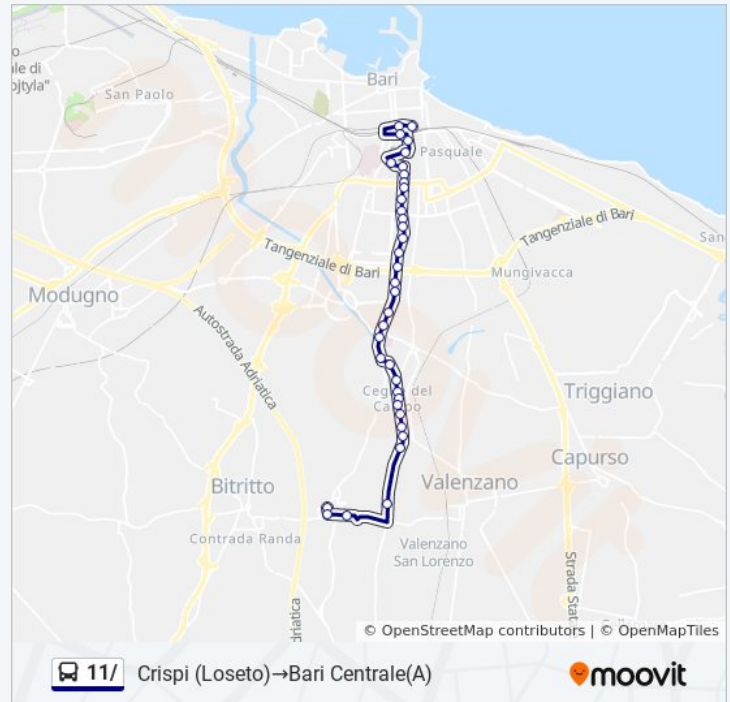 Bari
o
ale di
ojtyla"
San Paolo
Pasquale
Tangenziale di Bari
Tangenziale di Bari
San
Mungivacca
Modugno
Autostrada Adriatica
Triggiano
Ceglie del
Campo
Capurso
Bitritto
Valenzano
Contrada Randa
Valenzano
San Lorenzo
Strada Stat
driatica
© OpenStreetMap contributors | © OpenMapTiles
11/ Crispi (Loseto)→Bari Centrale(A)
moovit